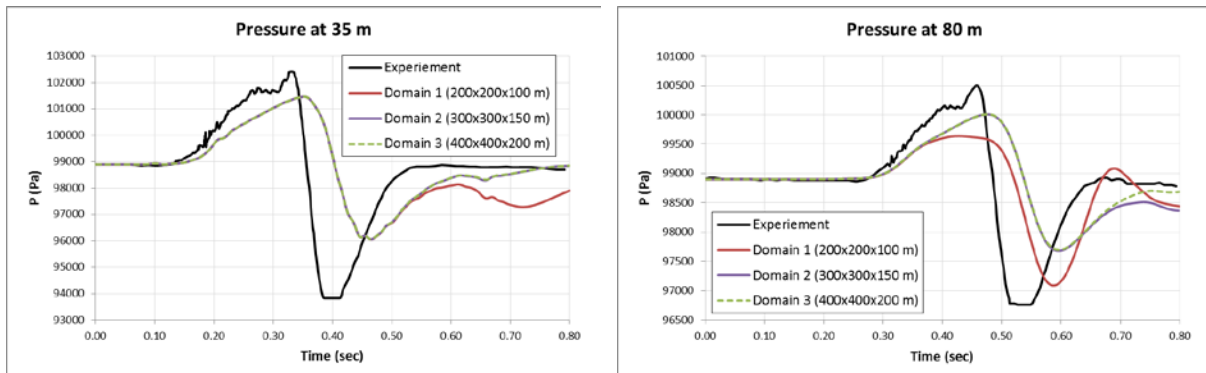 Pressure at 35 m
103000
102000
101000
100000
99000
98000
97000
96000
95000
94000
93000
P (Pa)
0.00 0.10 0.20 0.30 0.40 0.50 0.60 0.70 0.80
Time (sec)
Experiement
Domain 1 (200x200x100 m)
Domain 2 (300x300x150 m)
Domain 3 (400x400x200 m)
Pressure at 80 m
101000
100500
100000
99500
99000
98500
98000
97500
97000
96500
P (Pa)
0.00 0.10 0.20 0.30 0.40 0.50 0.60 0.70 0.80
Time (sec)
Experiement
Domain 1 (200x200x100 m)
Domain 2 (300x300x150 m)
Domain 3 (400x400x200 m)